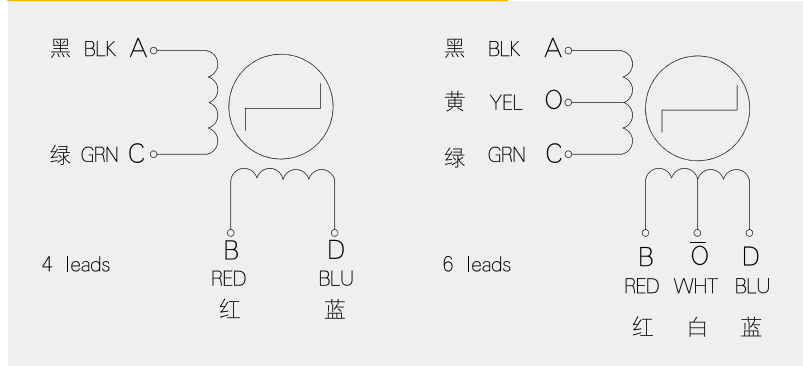 黑 BLK A
绿 GRN C
B D
RED BLU
红 蓝
4 leads
黑 BLK A
黄 YEL O
绿 GRN C
B O̅ D
RED WHT BLU
红 白 蓝
6 leads